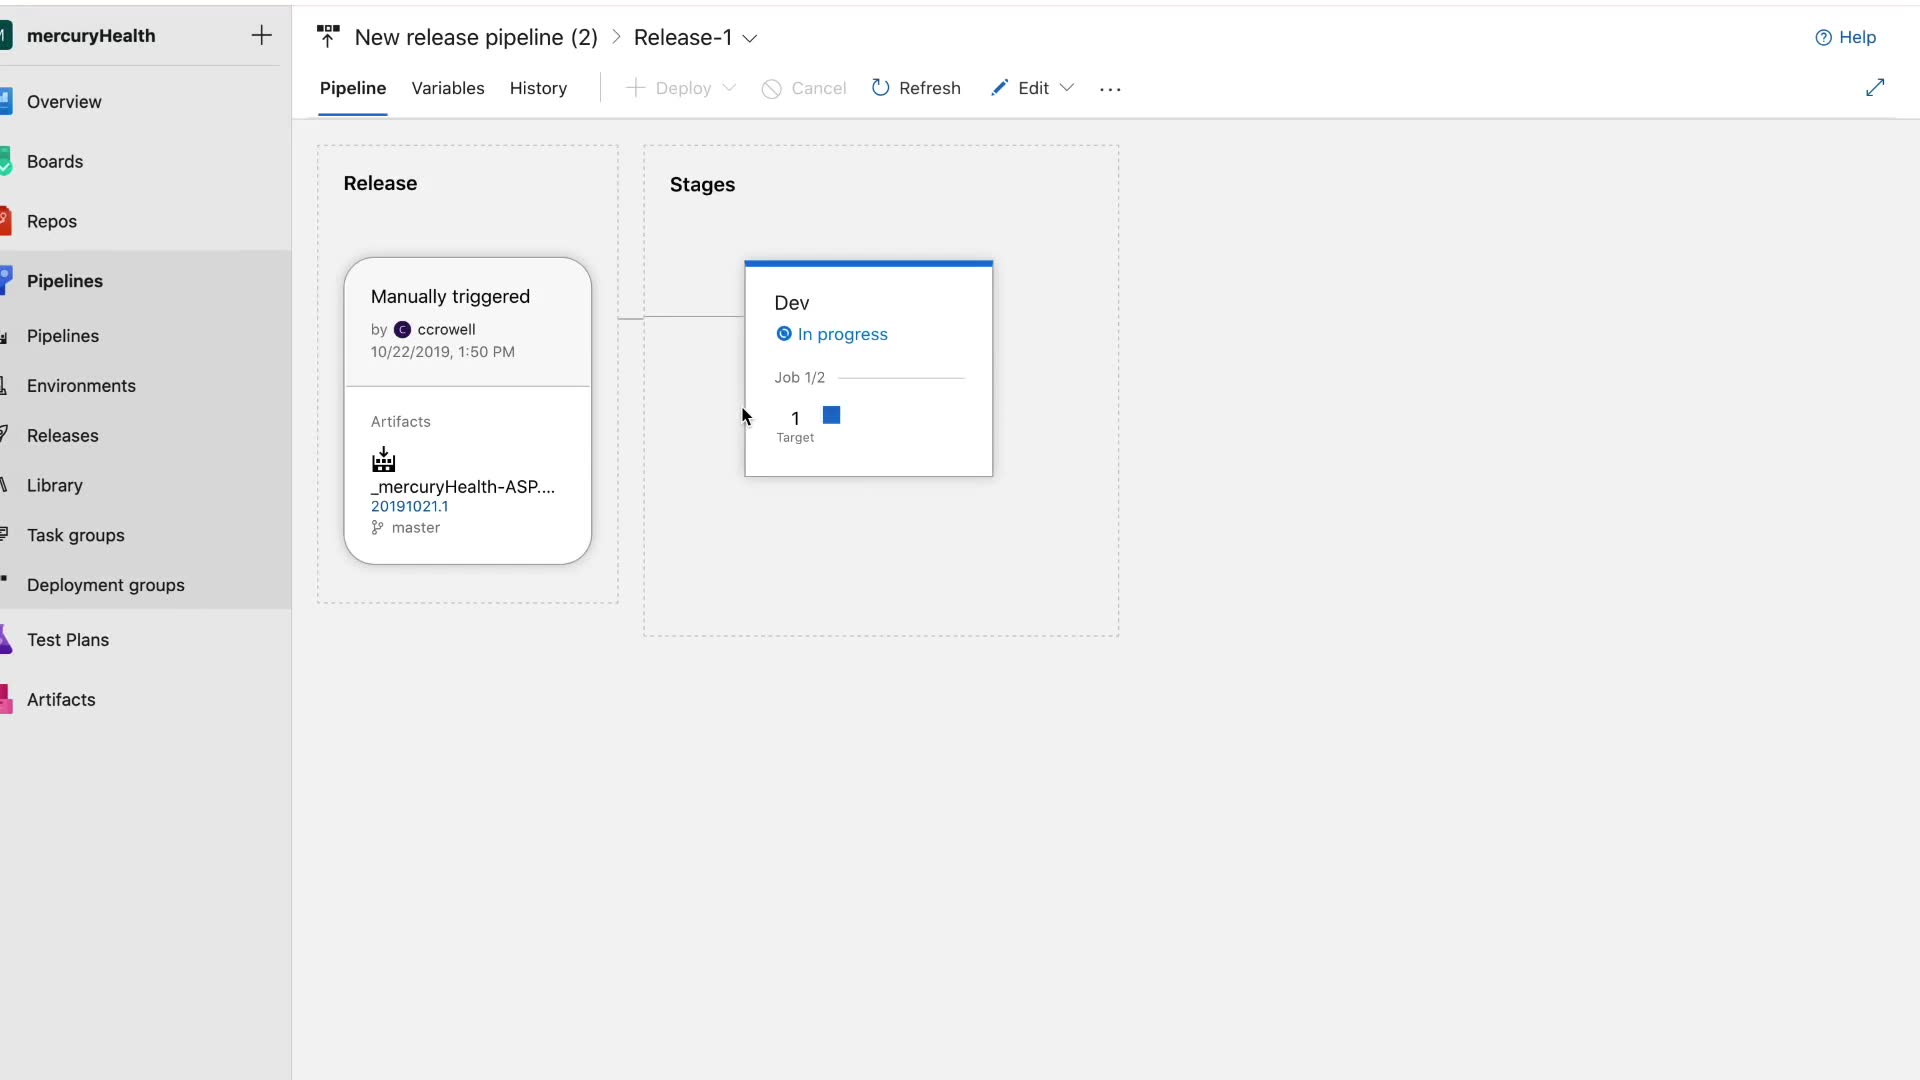 mercuryHealth
Overview
Boards
Repos
Pipelines
Pipelines
Environments
Releases
Library
Task groups
Deployment groups
Test Plans
Artifacts
New release pipeline (2) > Release-1
Help
Pipeline Variables History Deploy Cancel Refresh Edit ...
Release
Manually triggered
by C ccrowell
10/22/2019, 1:50 PM
Artifacts
_mercuryHealth-ASP....
20191021.1
master
Stages
Dev
In progress
Job 1/2
1
Target